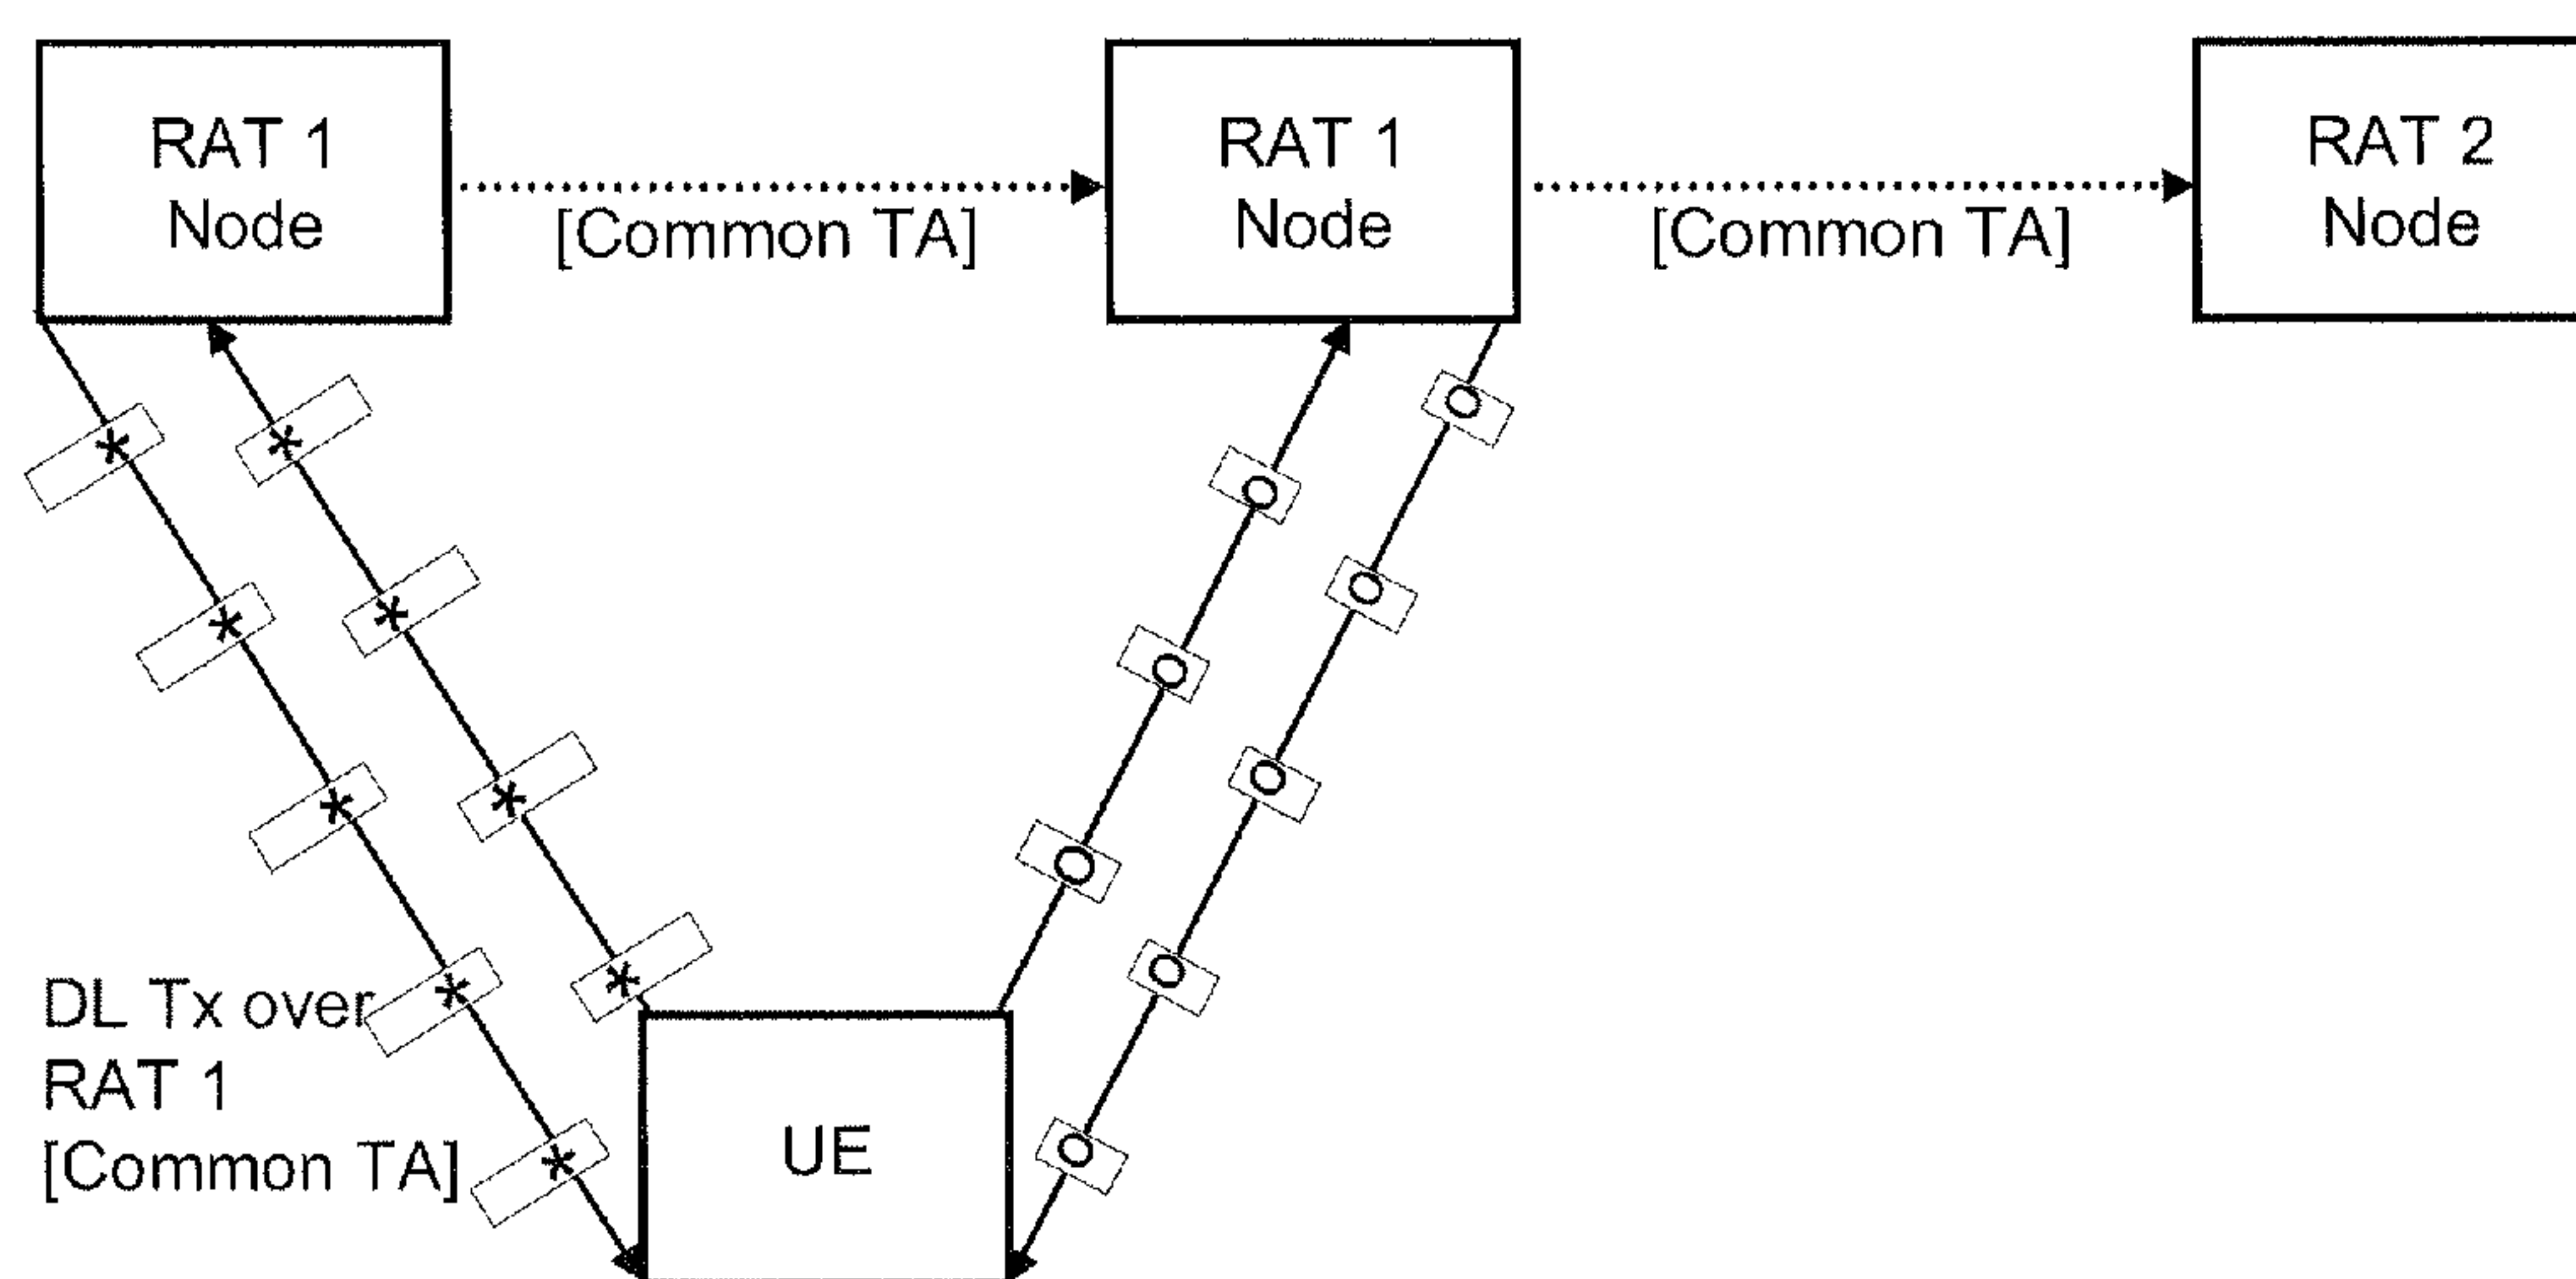 RAT 1
Node
[Common TA]
RAT 1
Node
[Common TA]
RAT 2
Node
DL Tx over
RAT 1
[Common TA]
UE